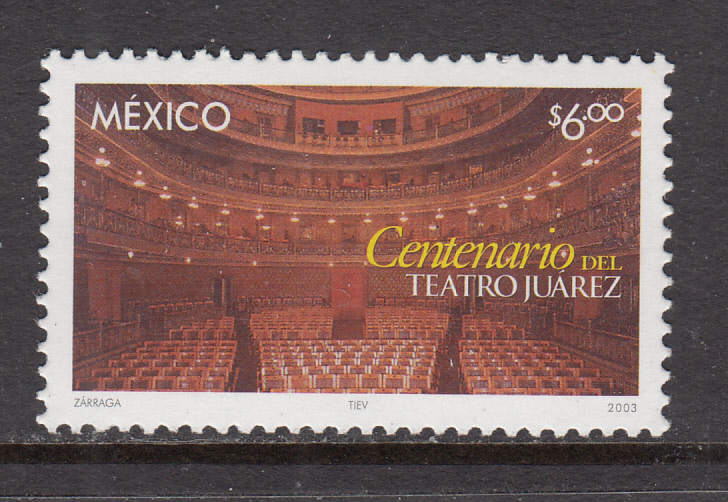 MÉXICO
$6.00
Centenario DEL
TEATRO JUÁREZ
ZÁRRAGA TIEV 2003